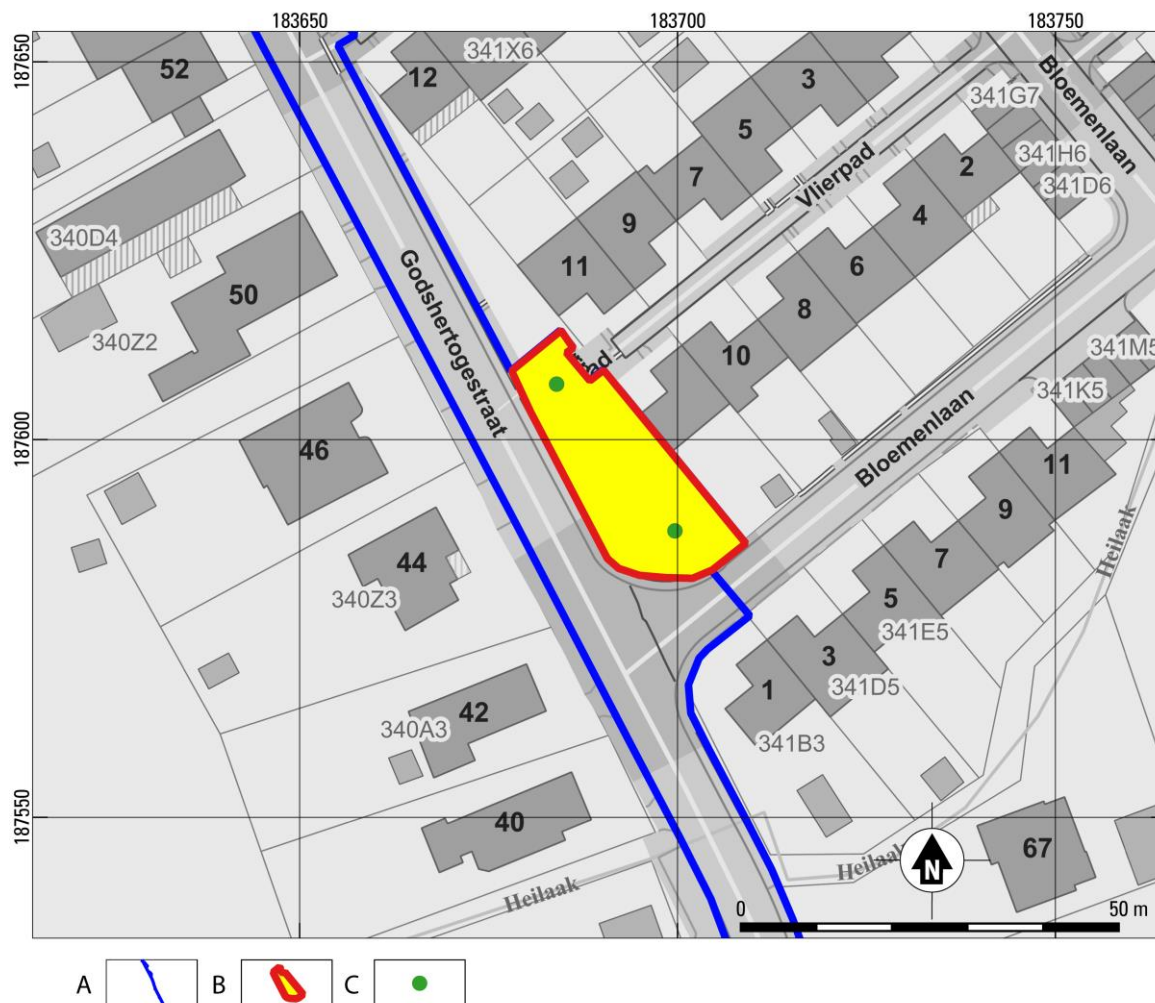 183650
183700
183750
187650
187600
187550
52
12
341X6
3
341G7
Bloemenlaan
5
7
Vlierpad
2
341H6
341D6
9
4
11
6
340D4
50
Godshertogestraat
8
340Z2
10
341M5
341K5
Bloemenlaan
46
11
9
Heilaak
44
7
340Z3
5
341E5
3
1
341D5
42
340A3
341B3
40
67
Heilaak
Heilaak
N
0
50 m
A
B
C